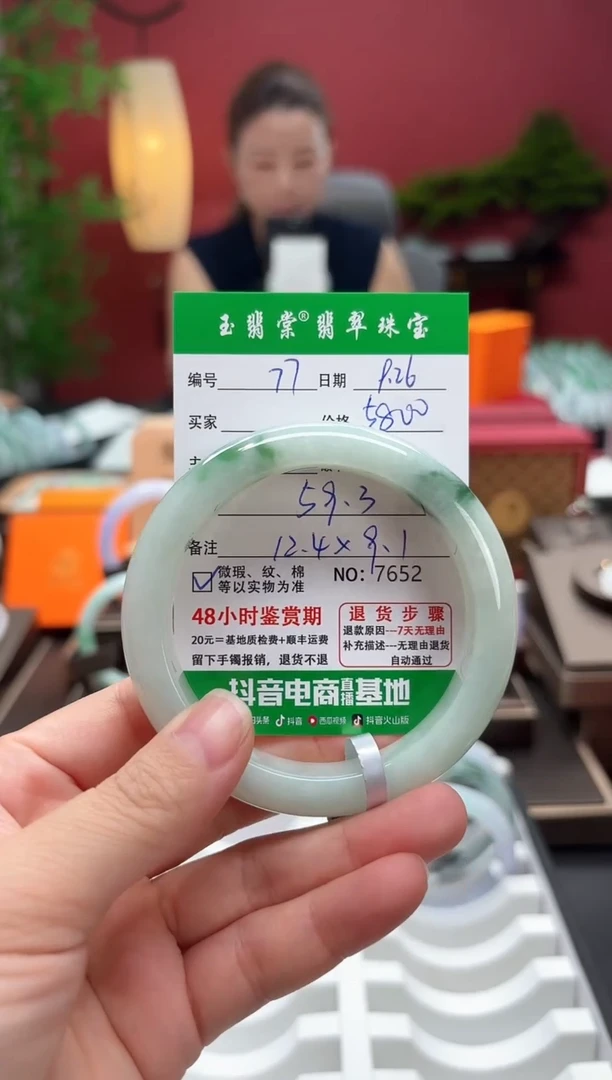 玉翡棠®翡翠珠宝
编号 77 日期 9.26
买家 价格 5800
59.3
备注 12.4×9.1
☑微瑕、纹、棉
等以实物为准
NO:7652
48小时鉴赏期
20元=基地质检费+顺丰运费
留下手镯报销,退货不退
退货步骤
退款原因---7天无理由
补充描述---无理由退货
自动通过
抖音电商直播基地
头条 抖音 西瓜视频 抖音火山版